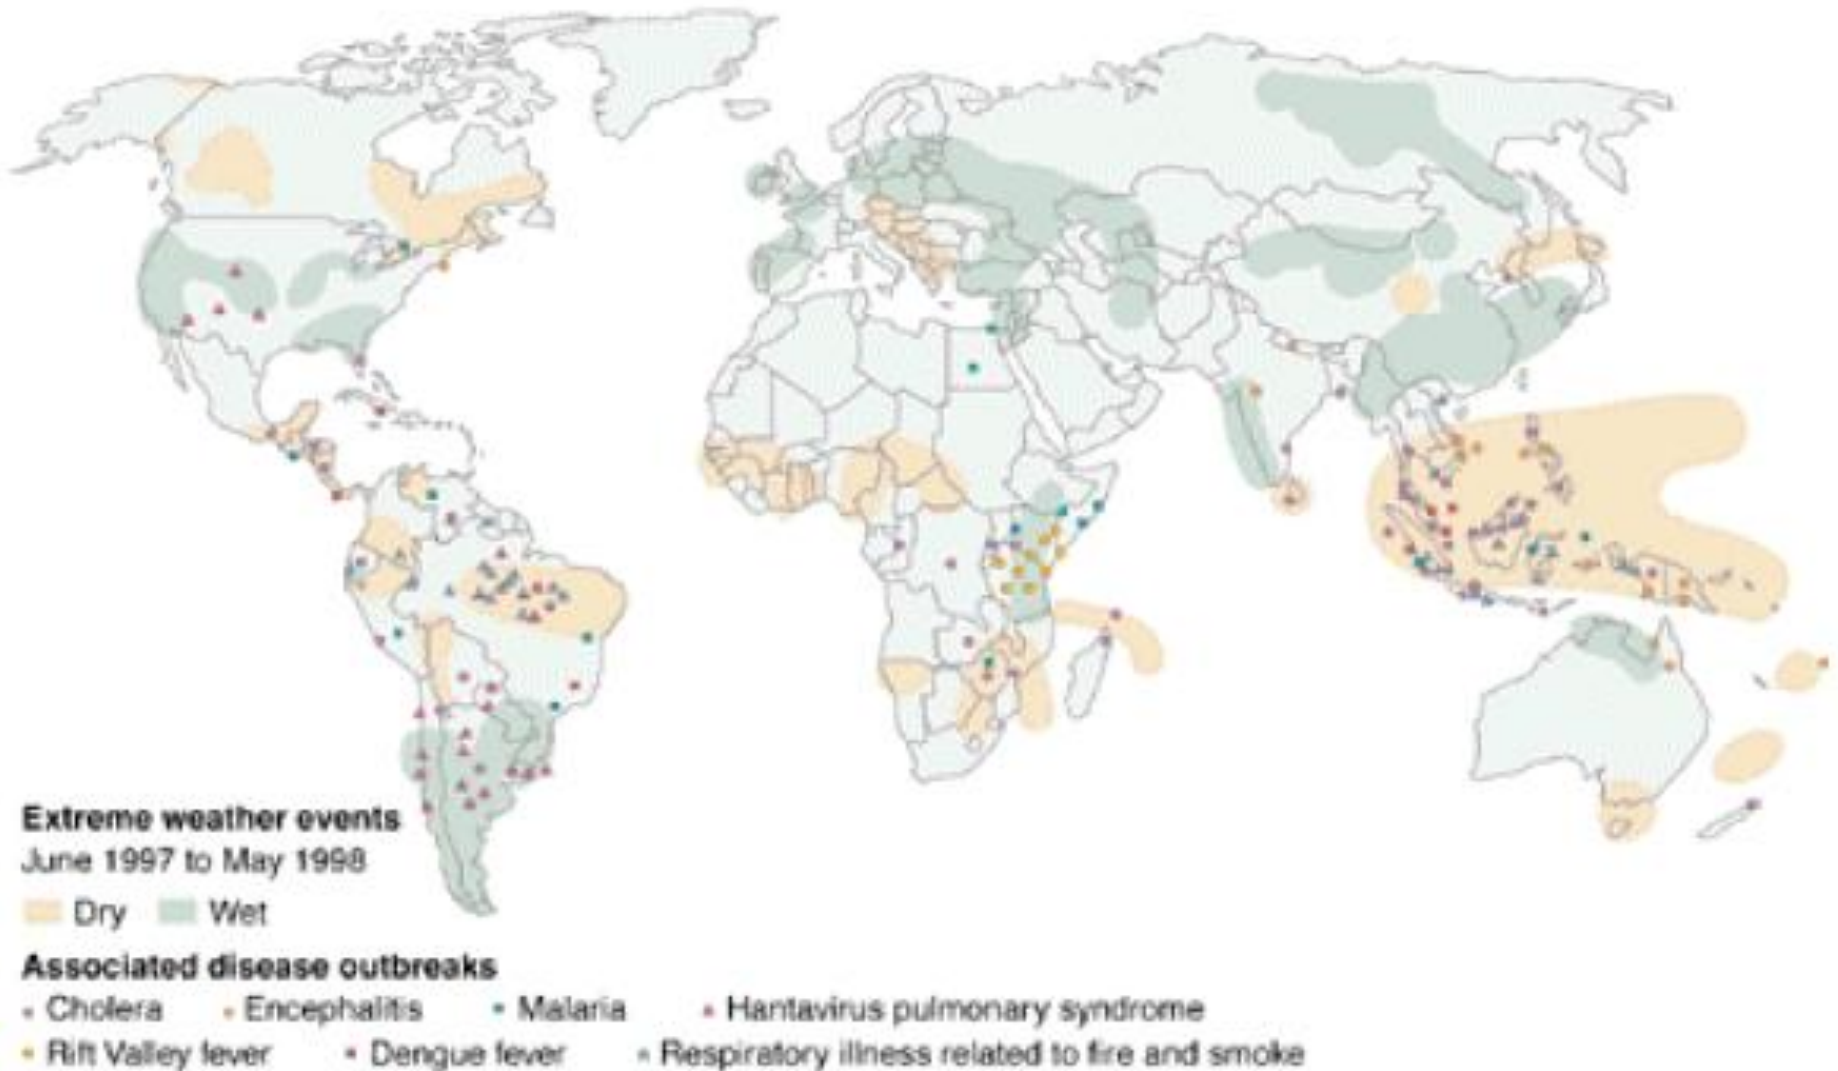 Extreme weather events
June 1997 to May 1998
Dry Wet
Associated disease outbreaks
Cholera Encephalitis Malaria Hantavirus pulmonary syndrome
Rift Valley fever Dengue fever Respiratory illness related to fire and smoke